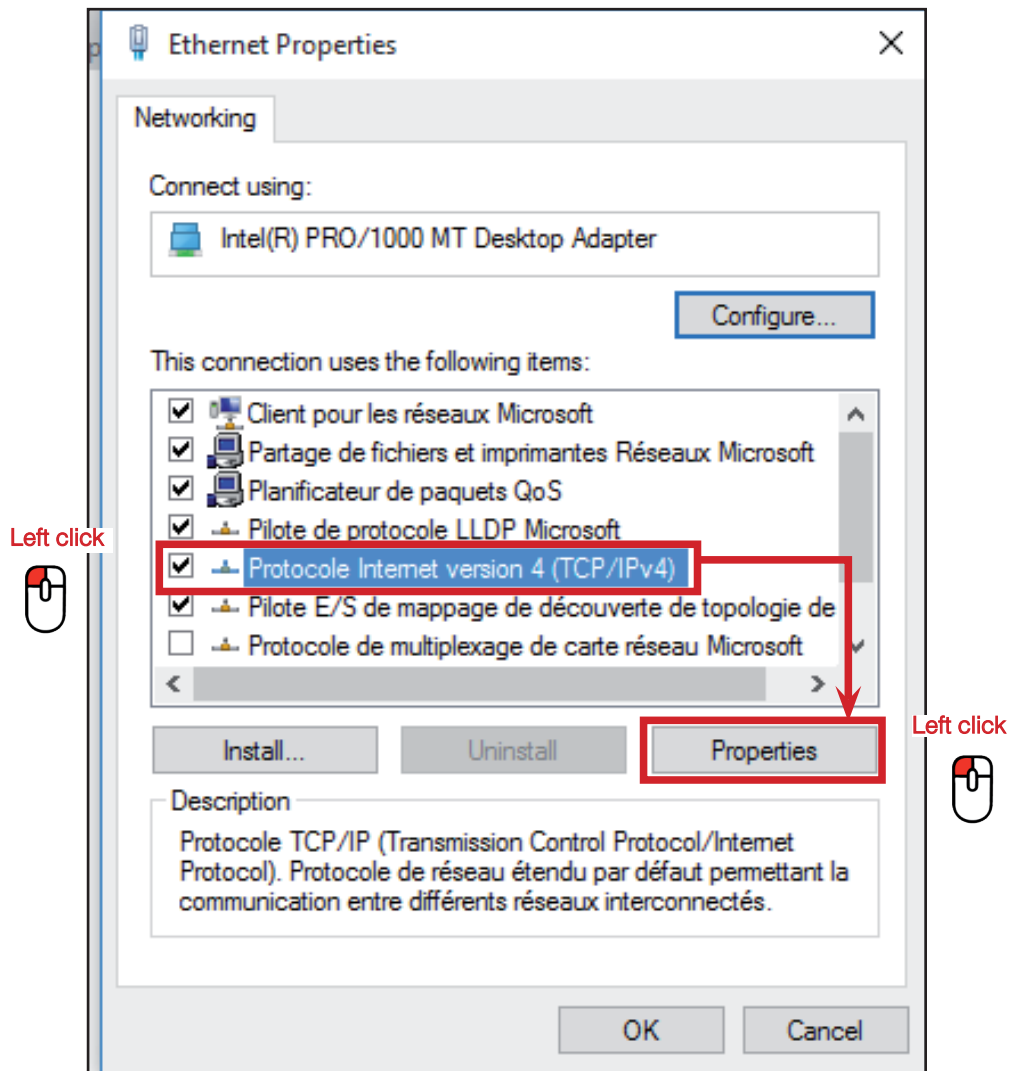 Ethernet Properties
Networking
Connect using:
Intel(R) PRO/1000 MT Desktop Adapter
Configure...
This connection uses the following items:
Client pour les réseaux Microsoft
Partage de fichiers et imprimantes Réseaux Microsoft
Planificateur de paquets QoS
Pilote de protocole LLDP Microsoft
Left click
Protocole Internet version 4 (TCP/IPv4)
Pilote E/S de mappage de découverte de topologie de
Protocole de multiplexage de carte réseau Microsoft
Install...
Uninstall
Properties
Left click
Description
Protocole TCP/IP (Transmission Control Protocol/Internet
Protocol). Protocole de réseau étendu par défaut permettant la
communication entre différents réseaux interconnectés.
OK
Cancel